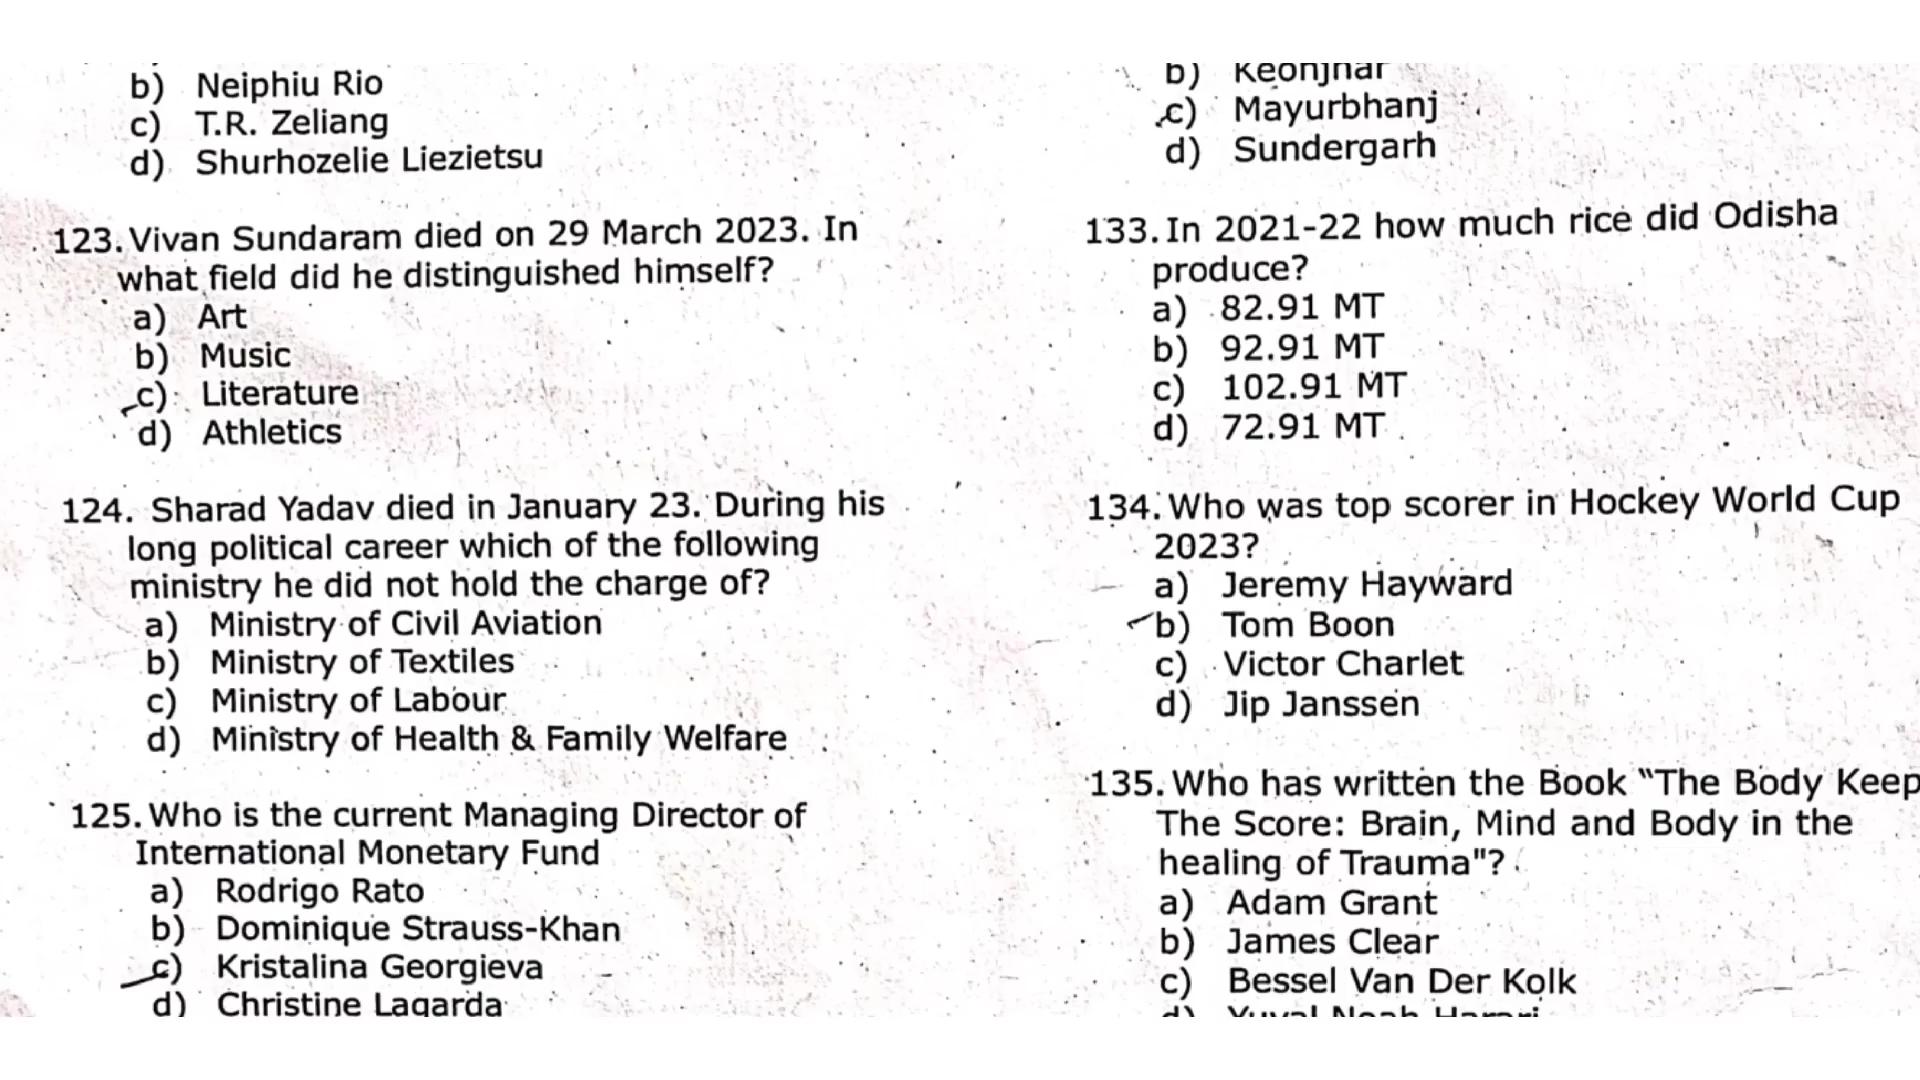 b) Neiphiu Rio
c) T.R. Zeliang
d) Shurhozelie Liezietsu
123. Vivan Sundaram died on 29 March 2023. In
what field did he distinguished himself?
a) Art
b) Music
c) Literature
d) Athletics
124. Sharad Yadav died in January 23. During his
long political career which of the following
ministry he did not hold the charge of?
a) Ministry of Civil Aviation
b) Ministry of Textiles
c) Ministry of Labour
d) Ministry of Health & Family Welfare
125. Who is the current Managing Director of
International Monetary Fund
a) Rodrigo Rato
b) Dominique Strauss-Khan
c) Kristalina Georgieva
d) Christine Lagarda
b) Keonjhar
c) Mayurbhanj
d) Sundergarh
133. In 2021-22 how much rice did Odisha
produce?
a) 82.91 MT
b) 92.91 MT
c) 102.91 MT
d) 72.91 MT
134. Who was top scorer in Hockey World Cup
2023?
a) Jeremy Hayward
b) Tom Boon
c) Victor Charlet
d) Jip Janssen
135. Who has written the Book "The Body Keep
The Score: Brain, Mind and Body in the
healing of Trauma"?
a) Adam Grant
b) James Clear
c) Bessel Van Der Kolk
d) Yuval Noah Harari